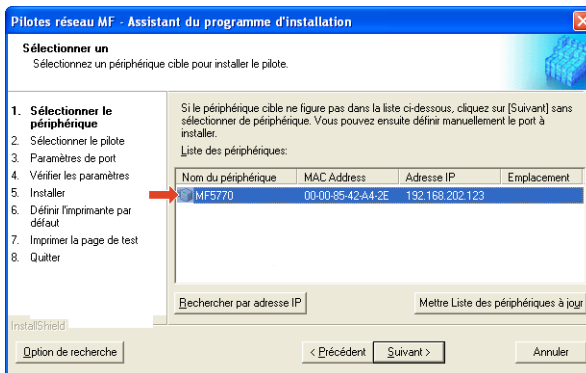 Pilotes réseau MF - Assistant du programme d'installation
Sélectionner un
Sélectionnez un périphérique cible pour installer le pilote.
1. Sélectionner le
périphérique
2. Sélectionner le pilote
3. Paramètres de port
4. Vérifier les paramètres
5. Installer
6. Définir l'imprimante par
défaut
7. Imprimer la page de test
8. Quitter
Si le périphérique cible ne figure pas dans la liste ci-dessous, cliquez sur [Suivant] sans
sélectionner de périphérique. Vous pouvez ensuite définir manuellement le port à
installer.
Liste des périphériques:
Nom du périphérique MAC Address Adresse IP Emplacement
MF5770 00-00-85-42-A4-2E 192.168.202.123
Rechercher par adresse IP Mettre Liste des périphériques à jour
InstallShield
Option de recherche < Précédent Suivant > Annuler